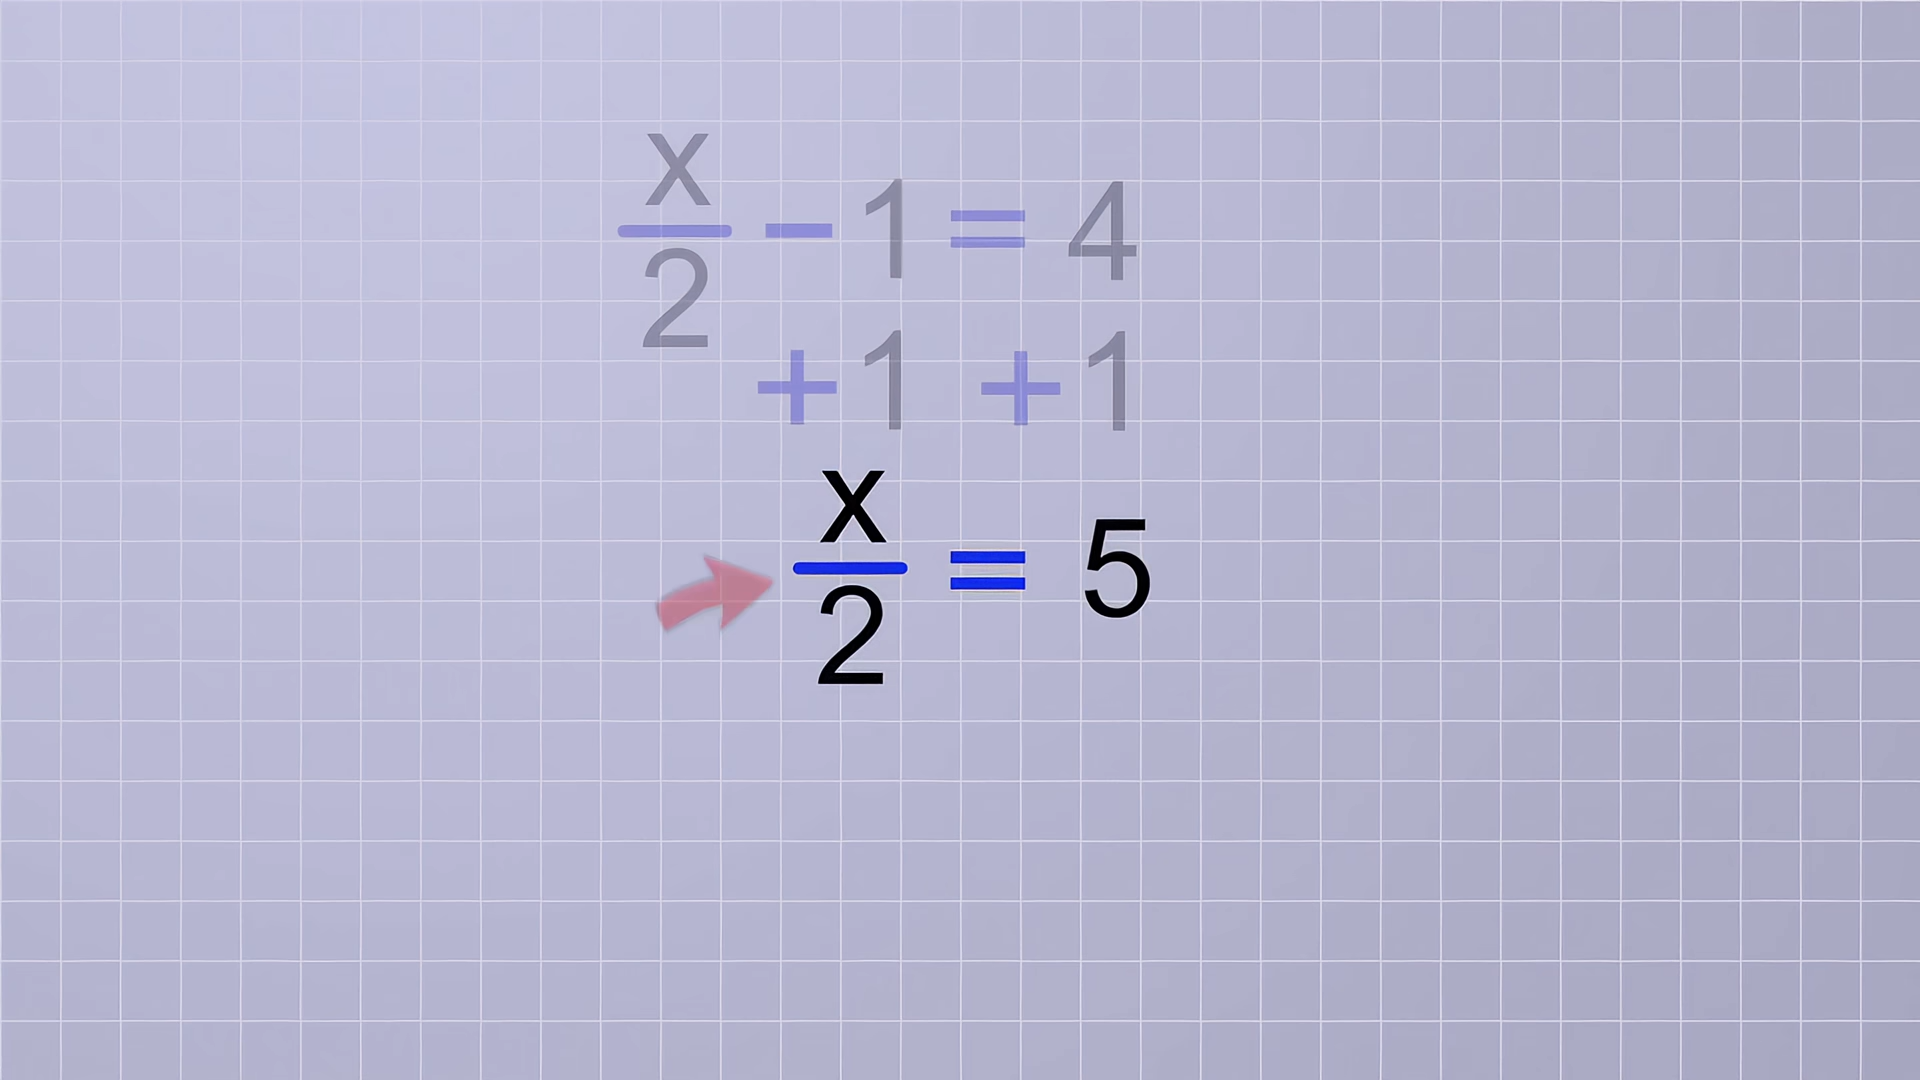 x/2 − 1 = 4
+1 +1
x/2 = 5